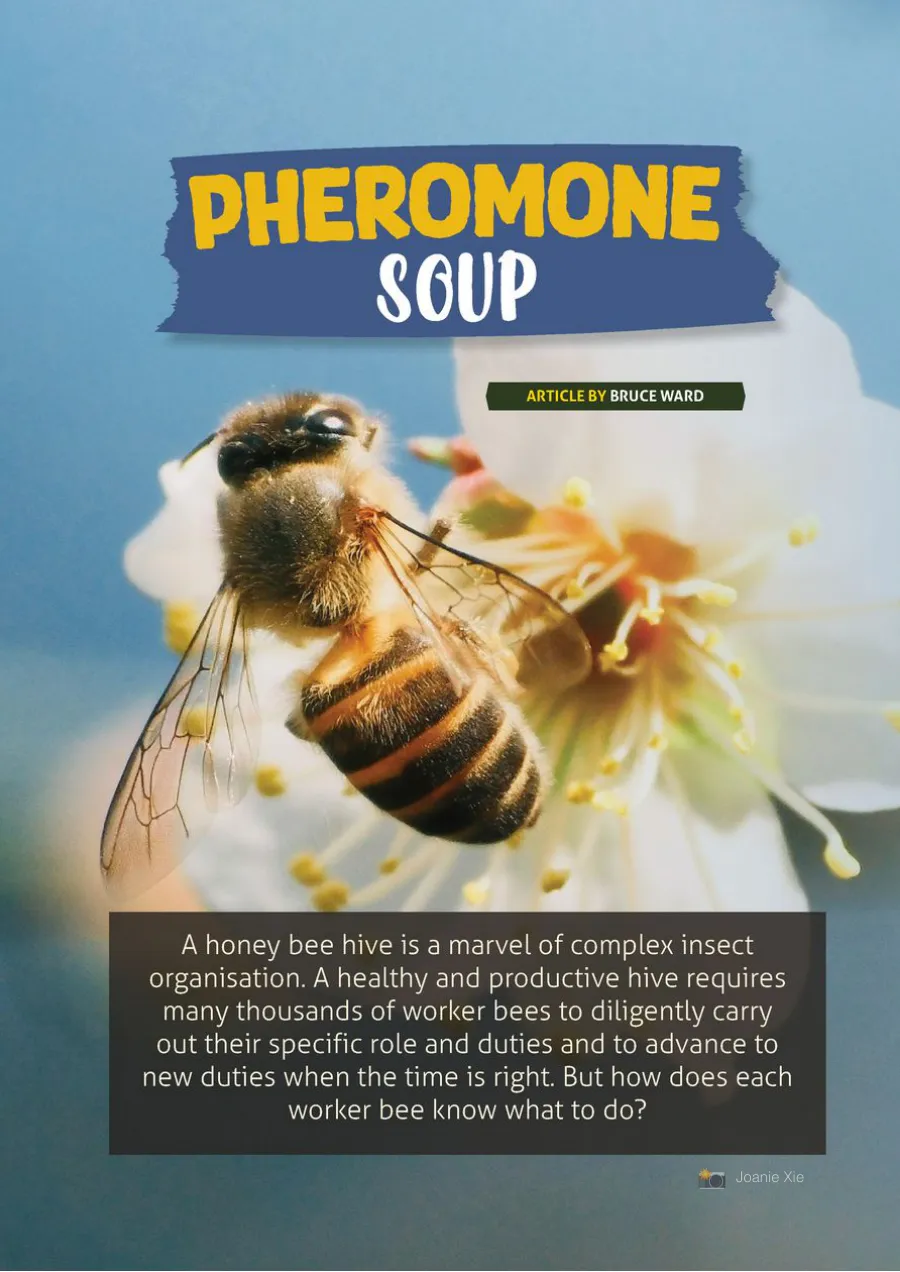 PHEROMONE
SOUP
ARTICLE BY BRUCE WARD
A honey bee hive is a marvel of complex insect
organisation. A healthy and productive hive requires
many thousands of worker bees to diligently carry
out their specific role and duties and to advance to
new duties when the time is right. But how does each
worker bee know what to do?
Joanie Xie